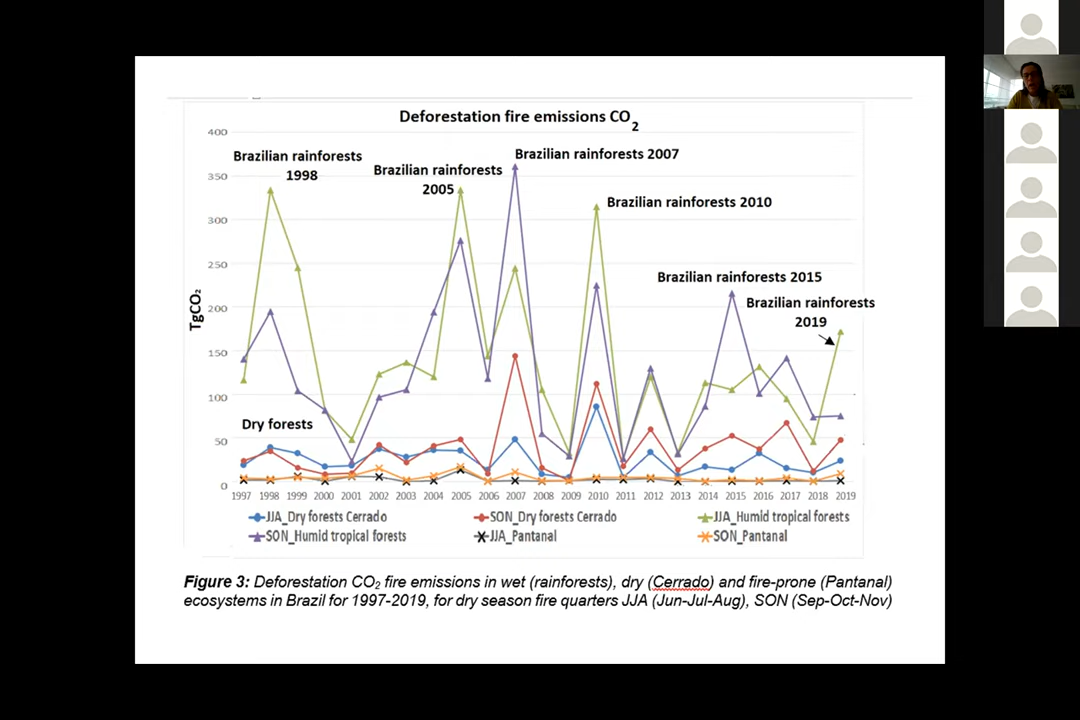 Deforestation fire emissions CO2
400
350
300
250
200
150
100
50
0
TgCO₂
Brazilian rainforests
1998
Brazilian rainforests
2005
Brazilian rainforests 2007
Brazilian rainforests 2010
Brazilian rainforests 2015
Brazilian rainforests
2019
Dry forests
1997 1998 1999 2000 2001 2002 2003 2004 2005 2006 2007 2008 2009 2010 2011 2012 2013 2014 2015 2016 2017 2018 2019
JJA_Dry forests Cerrado SON_Dry forests Cerrado JJA_Humid tropical forests
SON_Humid tropical forests JJA_Pantanal SON_Pantanal
Figure 3: Deforestation CO₂ fire emissions in wet (rainforests), dry (Cerrado) and fire-prone (Pantanal)
ecosystems in Brazil for 1997-2019, for dry season fire quarters JJA (Jun-Jul-Aug), SON (Sep-Oct-Nov)